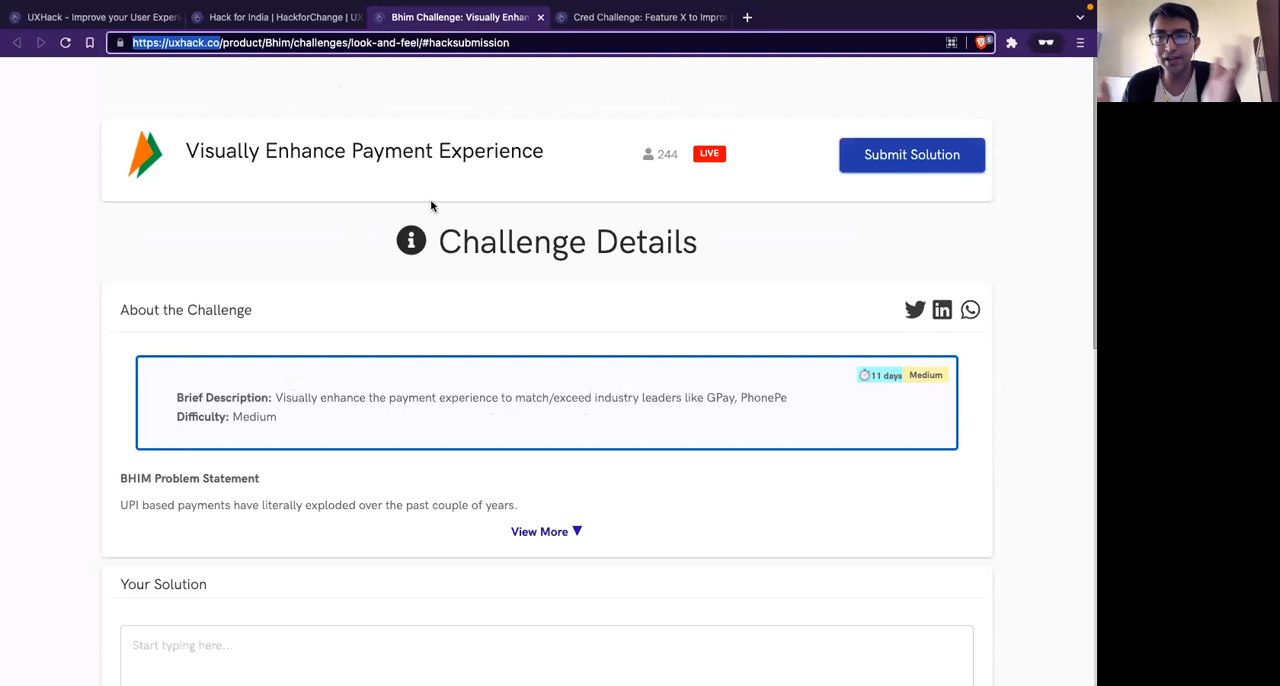 UXHack - Improve your User Experi
Hack for India | HackforChange | UX
Bhim Challenge: Visually Enhan
Cred Challenge: Feature X to Impro
https://uxhack.co/product/Bhim/challenges/look-and-feel/#hacksubmission
Visually Enhance Payment Experience
244
LIVE
Submit Solution
Challenge Details
About the Challenge
11 days Medium
Brief Description: Visually enhance the payment experience to match/exceed industry leaders like GPay, PhonePe
Difficulty: Medium
BHIM Problem Statement
UPI based payments have literally exploded over the past couple of years.
View More ▼
Your Solution
Start typing here...